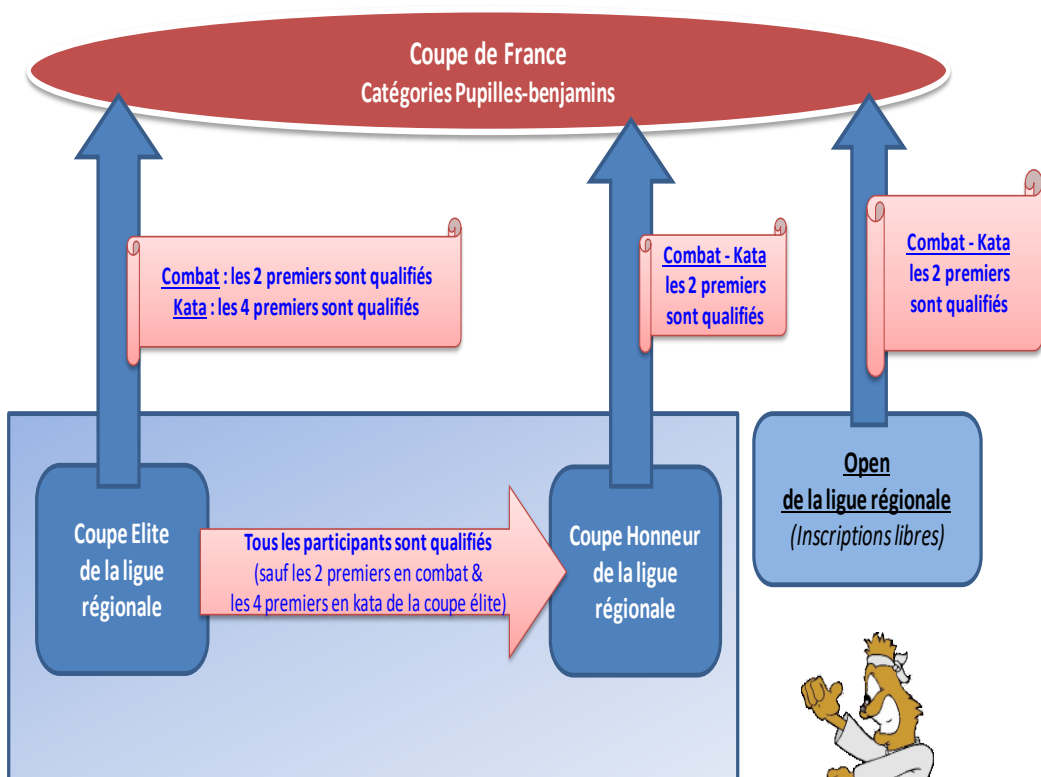 Coupe de France
Catégories Pupilles-benjamins
Combat : les 2 premiers sont qualifiés
Kata : les 4 premiers sont qualifiés
Combat - Kata
les 2 premiers
sont qualifiés
Combat - Kata
les 2 premiers
sont qualifiés
Coupe Elite
de la ligue
régionale
Tous les participants sont qualifiés
(sauf les 2 premiers en combat &
les 4 premiers en kata de la coupe élite)
Coupe Honneur
de la ligue
régionale
Open
de la ligue régionale
(Inscriptions libres)